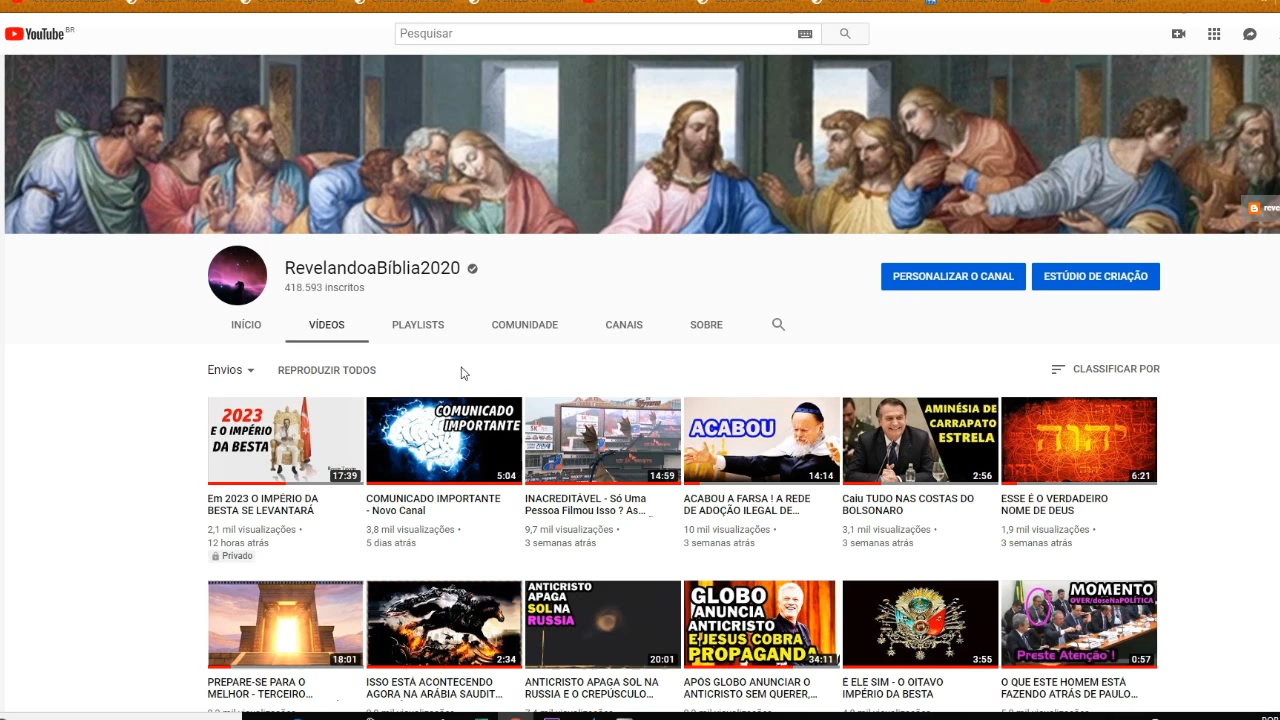 YouTube BR
Pesquisar
reve
RevelandoaBíblia2020
418.593 inscritos
PERSONALIZAR O CANAL
ESTÚDIO DE CRIAÇÃO
INÍCIO VÍDEOS PLAYLISTS COMUNIDADE CANAIS SOBRE
Envios REPRODUZIR TODOS
CLASSIFICAR POR
2023
E O IMPÉRIO
DA BESTA
17:39
Em 2023 O IMPÉRIO DA
BESTA SE LEVANTARÁ
2,1 mil visualizações •
12 horas atrás
Privado
COMUNICADO
IMPORTANTE
5:04
COMUNICADO IMPORTANTE
- Novo Canal
3,8 mil visualizações •
5 dias atrás
14:59
INACREDITÁVEL - Só Uma
Pessoa Filmou Isso ? As...
9,7 mil visualizações •
3 semanas atrás
ACABOU
14:14
ACABOU A FARSA ! A REDE
DE ADOÇÃO ILEGAL DE...
10 mil visualizações •
3 semanas atrás
AMINÉSIA DE
CARRAPATO
ESTRELA
2:56
Caiu TUDO NAS COSTAS DO
BOLSONARO
3,1 mil visualizações •
3 semanas atrás
יהוה
6:21
ESSE É O VERDADEIRO
NOME DE DEUS
1,9 mil visualizações •
3 semanas atrás
18:01
PREPARE-SE PARA O
MELHOR - TERCEIRO...
2:34
ISSO ESTÁ ACONTECENDO
AGORA NA ARÁBIA SAUDIT...
ANTICRISTO
APAGA
SOL NA
RUSSIA
20:01
ANTICRISTO APAGA SOL NA
RUSSIA E O CREPÚSCULO...
GLOBO
ANUNCIA
ANTICRISTO
E JESUS COBRA
PROPAGANDA
34:11
APÓS GLOBO ANUNCIAR O
ANTICRISTO SEM QUERER,...
3:55
É ELE SIM - O OITAVO
IMPÉRIO DA BESTA
MOMENTO
OVER/doseNaPOLÍTICA
Preste Atenção !
0:57
O QUE ESTE HOMEM ESTÁ
FAZENDO ATRÁS DE PAULO...